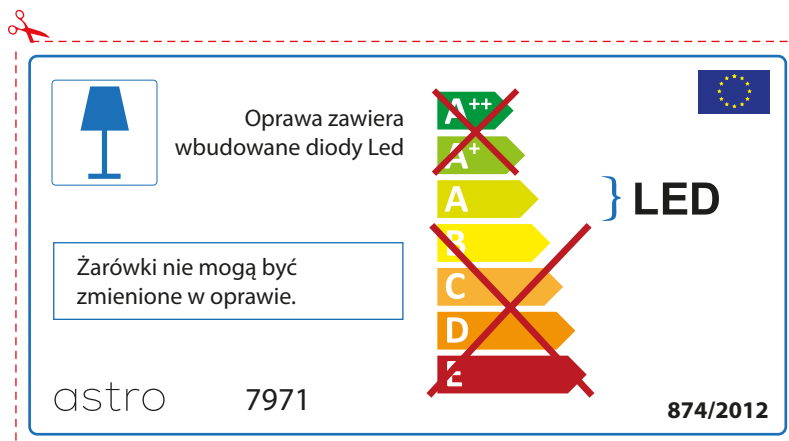 Oprawa zawiera
wbudowane diody Led
Żarówki nie mogą być
zmienione w oprawie.
A++
A+
A
B
C
D
E
LED
astro
7971
874/2012